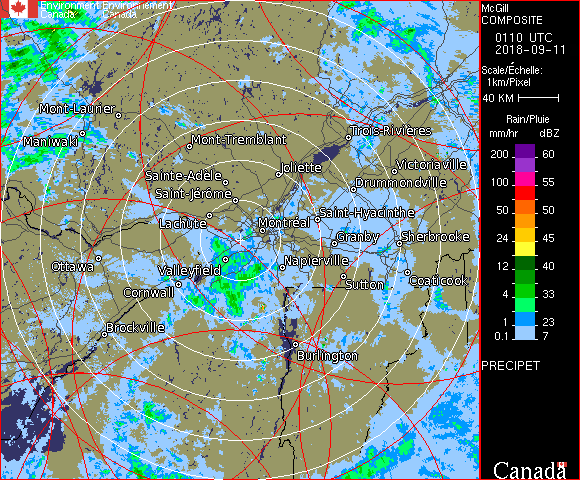 Environment Environnement
Canada Canada
Mont-Laurier
Maniwaki
Mont-Tremblant
Trois-Rivières
Sainte-Adèle
Joliette
Victoriaville
Saint-Jérôme
Drummondville
Lachute
Montréal
Saint-Hyacinthe
Granby
Sherbrooke
Ottawa
Valleyfield
Napierville
Cornwall
Sutton
Coaticook
Brockville
Burlington
McGill
COMPOSITE
0110 UTC
2018-09-11
Scale/Échelle:
1km/Pixel
40 KM
Rain/Pluie
mm/hr dBZ
200 60
150 55
100 55
50 50
24 45
12 40
4 33
1 23
0.1 7
PRECIPET
Canada